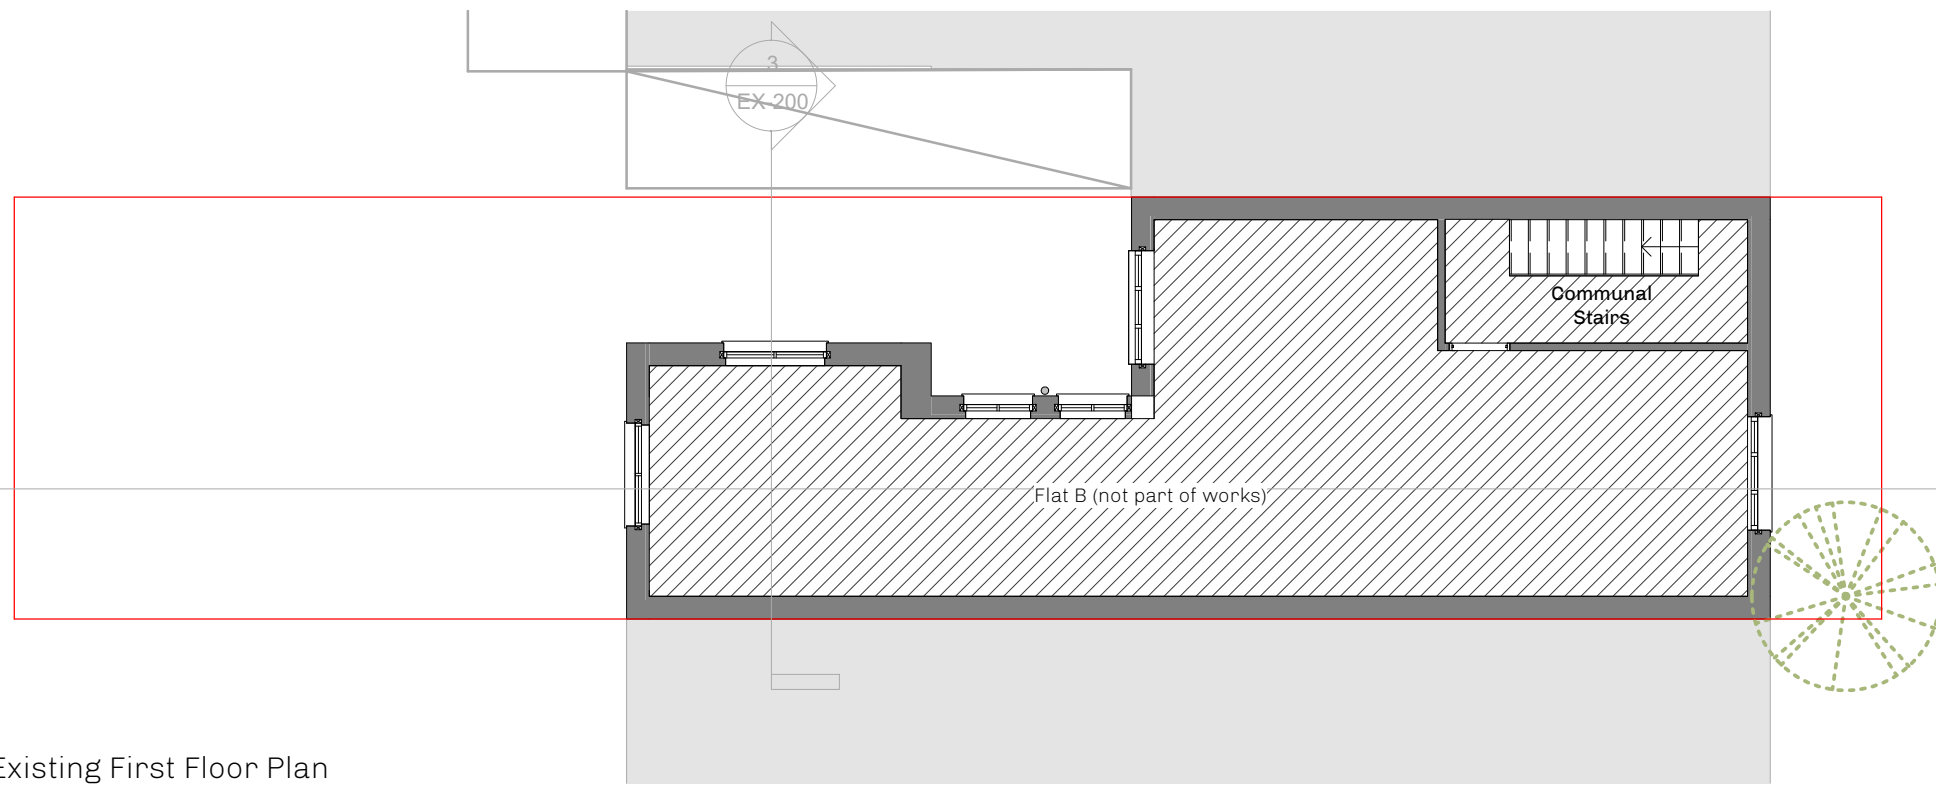 3
EX-200
Communal
Stairs
Flat B (not part of works)
Existing First Floor Plan